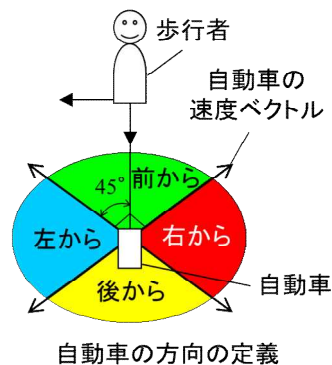 歩行者
自動車の
速度ベクトル
45°
前から
左から
右から
後から
自動車
自動車の方向の定義